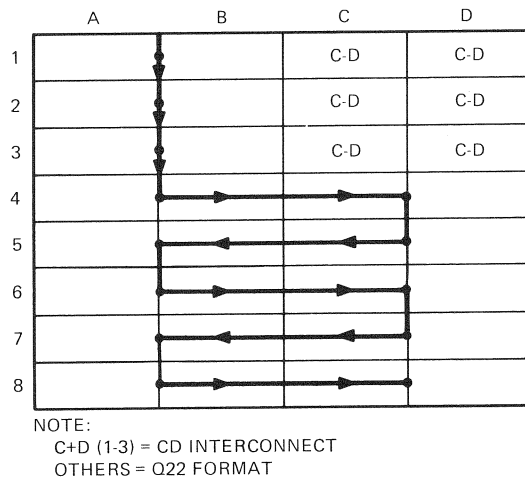 A B C D
1 C-D C-D
2 C-D C-D
3 C-D C-D
4
5
6
7
8
NOTE:
C+D (1-3) = CD INTERCONNECT
OTHERS = Q22 FORMAT